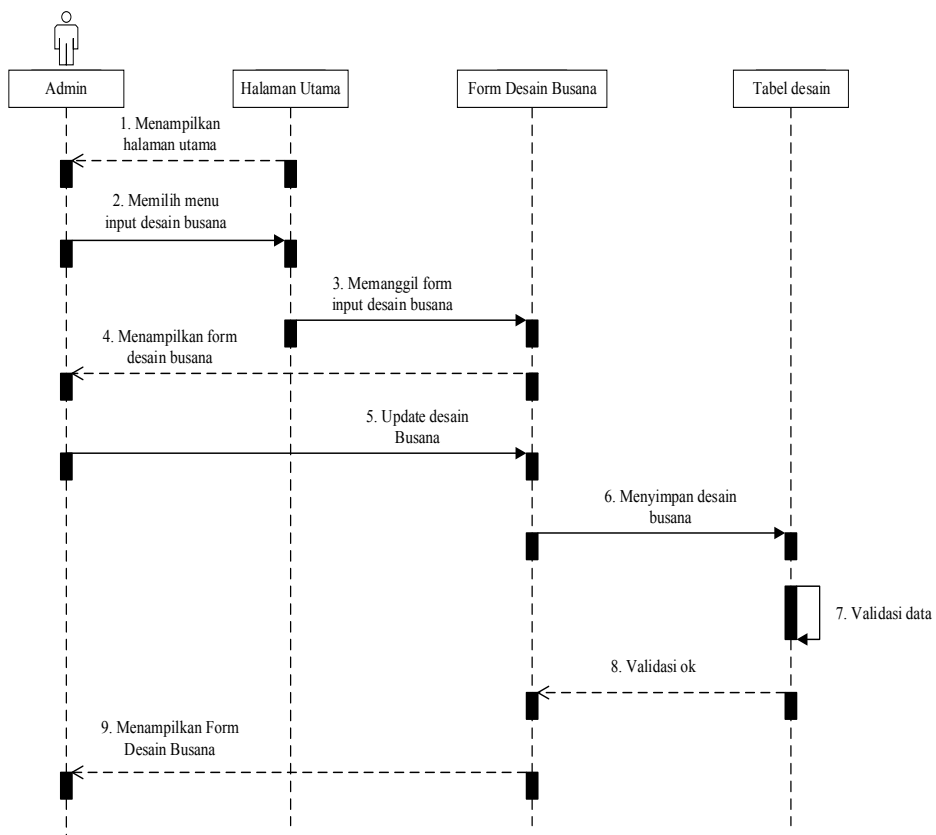 Admin
Halaman Utama
Form Desain Busana
Tabel desain
1. Menampilkan
halaman utama
2. Memilih menu
input desain busana
3. Memanggil form
input desain busana
4. Menampilkan form
desain busana
5. Update desain
Busana
6. Menyimpan desain
busana
7. Validasi data
8. Validasi ok
9. Menampilkan Form
Desain Busana